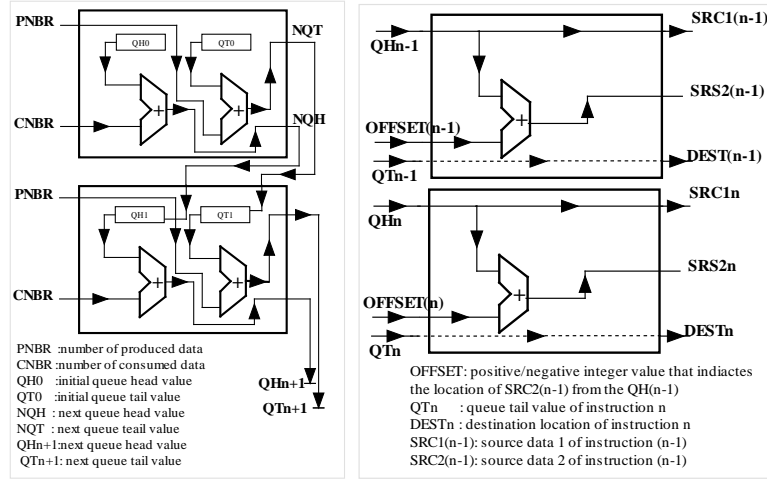 PNBR
QH0
QT0
NQT
CNBR
NQH
PNBR
QH1
QT1
CNBR
QHn+1
QTn+1
PNBR :number of produced data
CNBR :number of consumed data
QH0 : initial queue head value
QT0 : initial queue tail value
NQH : next queue head value
NQT : next queue teail value
QHn+1:next queue head value
QTn+1: next queue tail value
SRC1(n-1)
QHn-1
SRS2(n-1)
OFFSET(n-1)
QTn-1
DEST(n-1)
SRC1n
QHn
SRS2n
OFFSET(n)
QTn
DESTn
OFFSET: positive/negative integer value that indiactes
the location of SRC2(n-1) from the QH(n-1)
QTn : queue tail value of instruction n
DESTn : destination location of instruction n
SRC1(n-1): source data 1 of instruction (n-1)
SRC2(n-1): source data 2 of instruction (n-1)